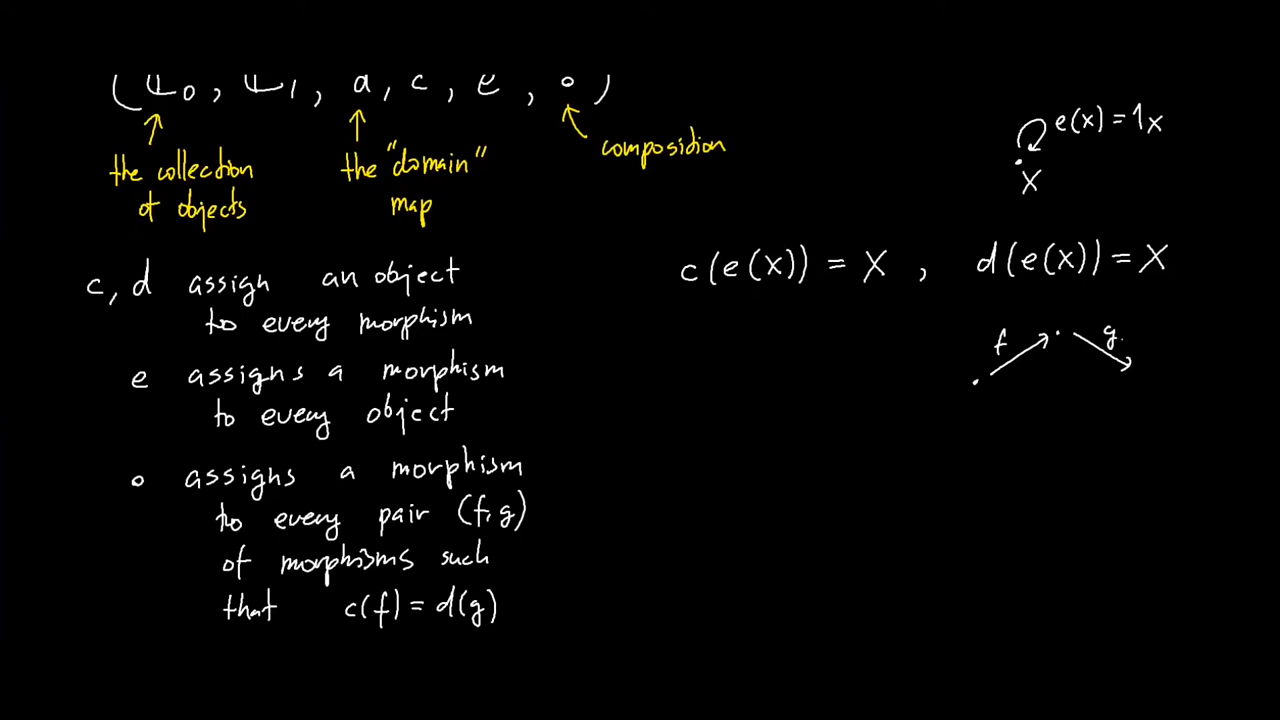 (ℂ₀, ℂ₁, d, c, e, ∘)
the collection
of objects
the "domain"
map
composition
e(x) = 1x
X
c, d assign an object
to every morphism
e assigns a morphism
to every object
∘ assigns a morphism
to every pair (f, g)
of morphisms such
that c(f) = d(g)
c(e(X)) = X , d(e(X)) = X
f
g